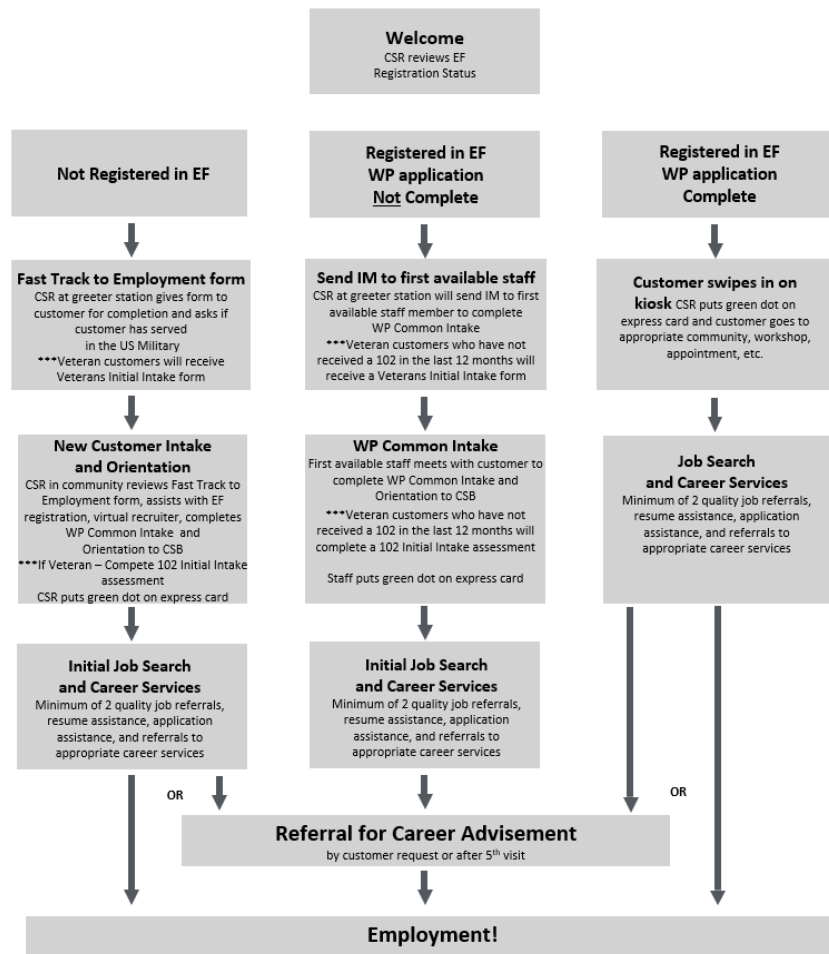 Welcome
CSR reviews EF
Registration Status
Not Registered in EF
Registered in EF
WP application
Not Complete
Registered in EF
WP application
Complete
Fast Track to Employment form
CSR at greeter station gives form to
customer for completion and asks if
customer has served
in the US Military
***Veteran customers will receive
Veterans Initial Intake form
Send IM to first available staff
CSR at greeter station will send IM to first
available staff member to complete
WP Common Intake
***Veteran customers who have not
received a 102 in the last 12 months will
receive a Veterans Initial Intake form
Customer swipes in on
kiosk CSR puts green dot on
express card and customer goes to
appropriate community, workshop,
appointment, etc.
New Customer Intake
and Orientation
CSR in community reviews Fast Track to
Employment form, assists with EF
registration, virtual recruiter, completes
WP Common Intake and
Orientation to CSB
***If Veteran – Compete 102 Initial Intake
assessment
CSR puts green dot on express card
WP Common Intake
First available staff meets with customer to
complete WP Common Intake and
Orientation to CSB
***Veteran customers who have not
received a 102 in the last 12 months will
complete a 102 Initial Intake assessment
Staff puts green dot on express card
Job Search
and Career Services
Minimum of 2 quality job referrals,
resume assistance, application
assistance, and referrals to
appropriate career services
Initial Job Search
and Career Services
Minimum of 2 quality job referrals,
resume assistance, application
assistance, and referrals to
appropriate career services
Initial Job Search
and Career Services
Minimum of 2 quality job referrals,
resume assistance, application
assistance, and referrals to
appropriate career services
OR
OR
Referral for Career Advisement
by customer request or after 5th visit
Employment!